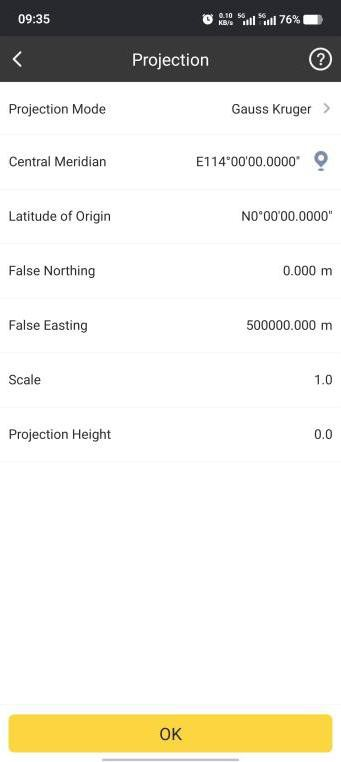 09:35 0.10 KB/s 5G 5G 76%
Projection ?
Projection Mode Gauss Kruger
Central Meridian E114°00'00.0000"
Latitude of Origin N0°00'00.0000"
False Northing 0.000 m
False Easting 500000.000 m
Scale 1.0
Projection Height 0.0
OK